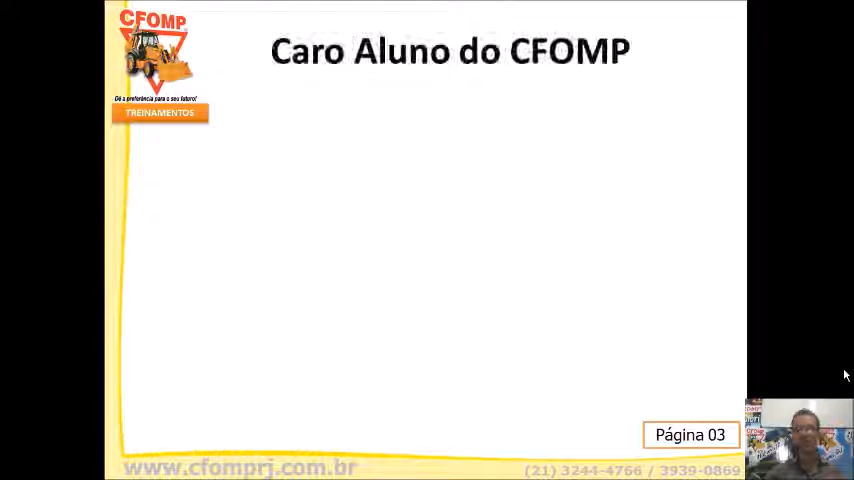 CFOMP
Dê a preferência para o seu futuro!
TREINAMENTOS
Caro Aluno do CFOMP
Página 03
www.cfomprj.com.br
(21) 3244-4766 / 3939-0869